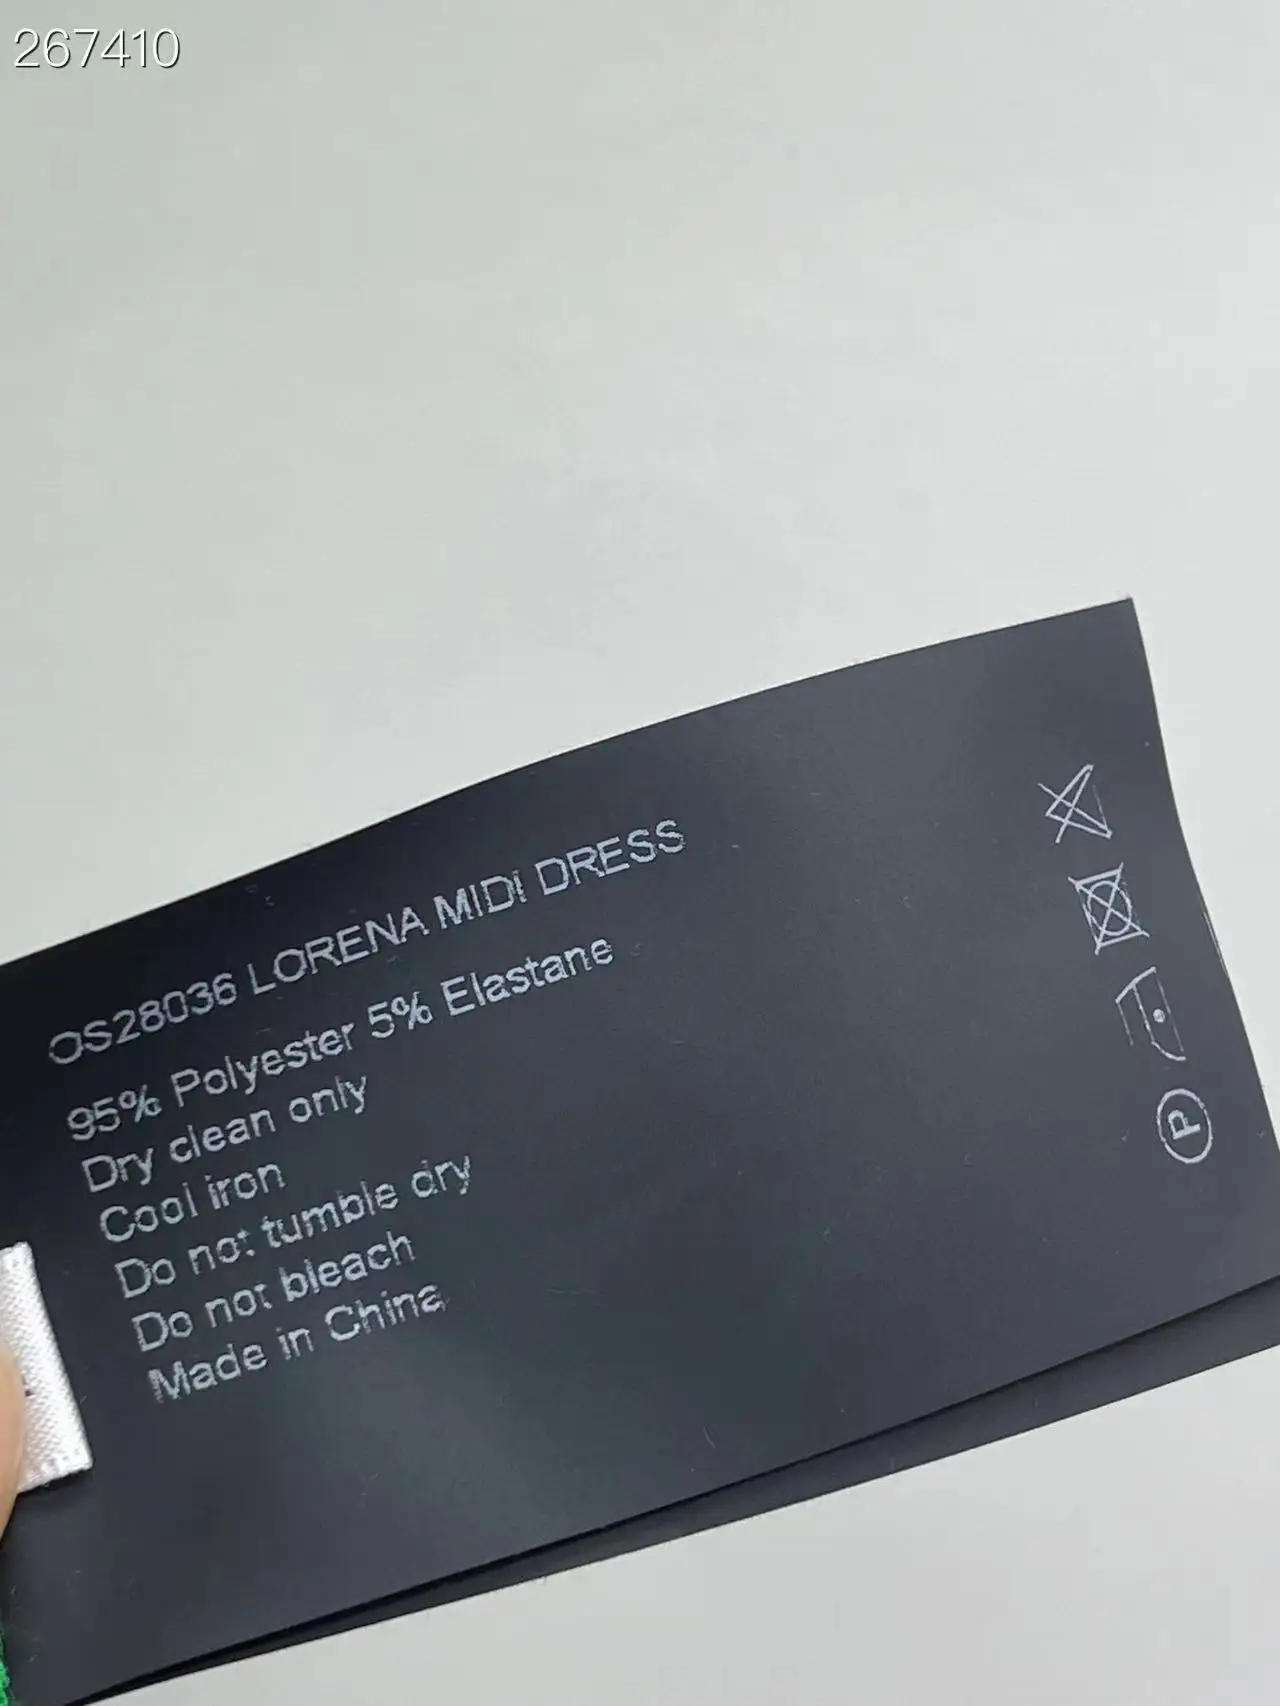 267410
OS28036 LORENA MIDI DRESS
95% Polyester 5% Elastane
Dry clean only
Cool iron
Do not tumble dry
Do not bleach
Made in China
P